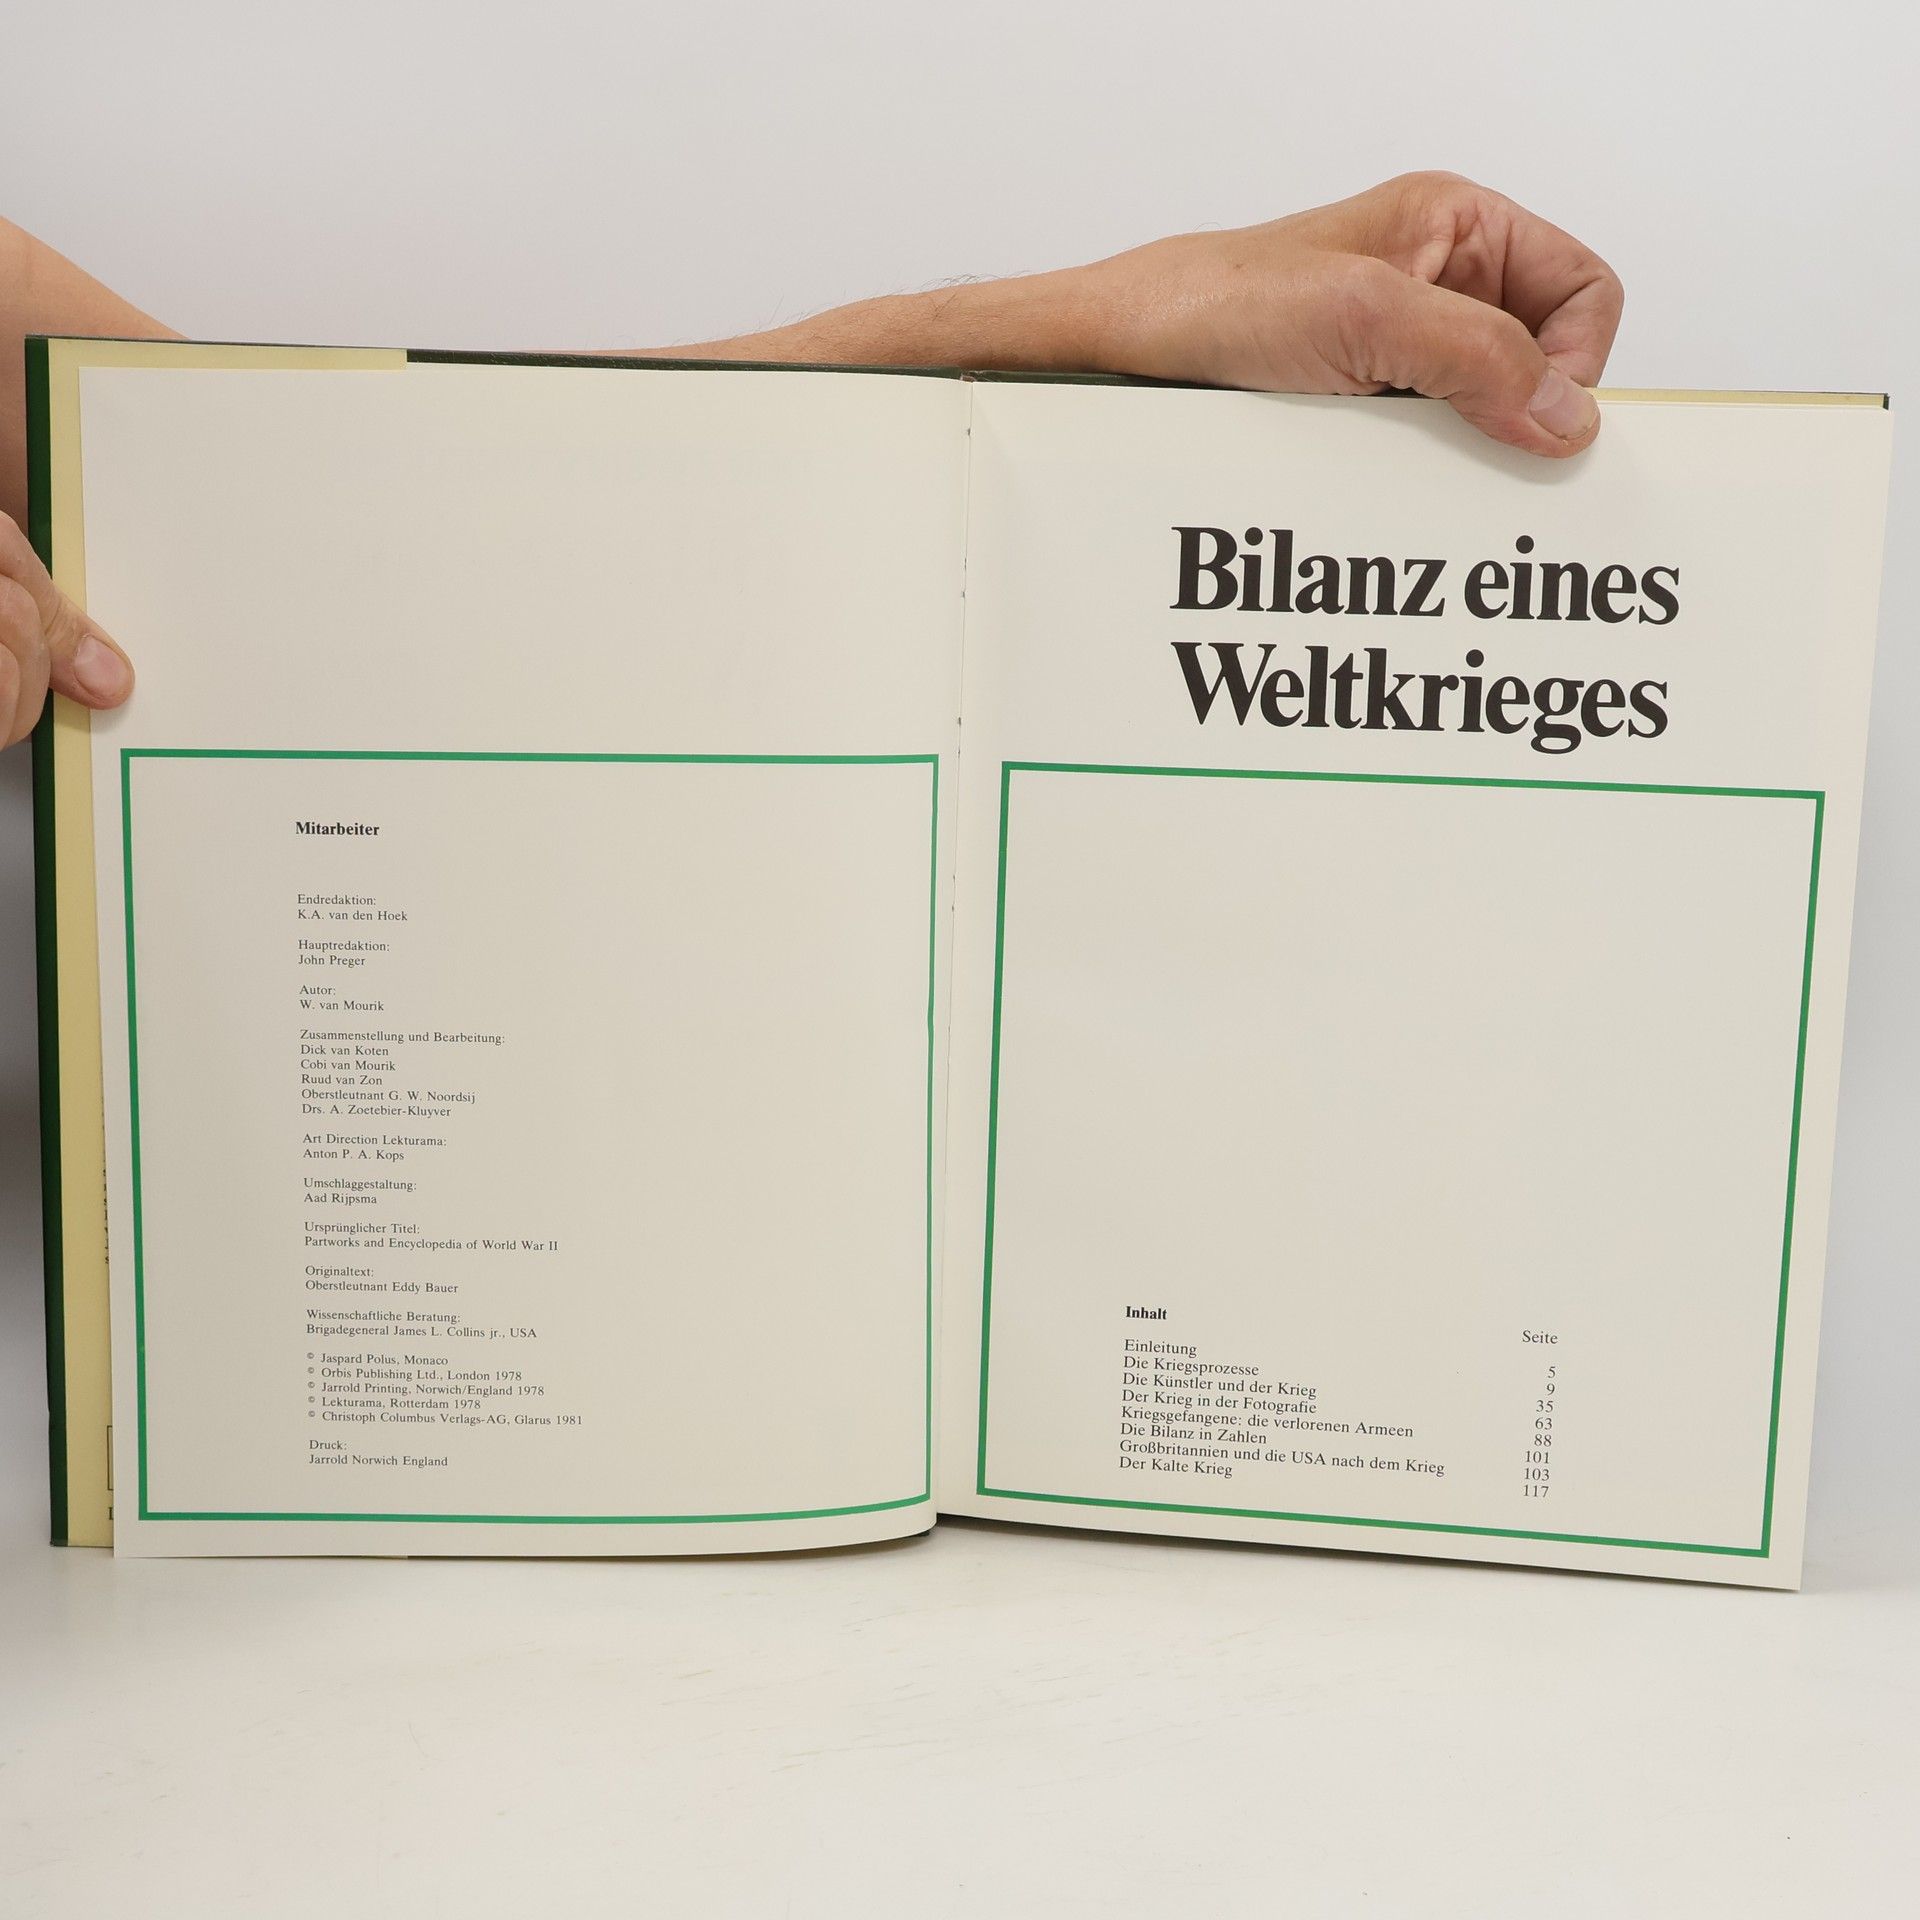 Mitarbeiter
Endredaktion:
K.A. van den Hoek
Hauptredaktion:
John Preger
Autor:
W. van Mourik
Zusammenstellung und Bearbeitung:
Dick van Koten
Cobi van Mourik
Ruud van Zon
Oberstleutnant G. W. Noordsij
Drs. A. Zoetebier-Kluyver
Art Direction Lekturama:
Anton P. A. Kops
Umschlaggestaltung:
Aad Rijpsma
Ursprünglicher Titel:
Partworks and Encyclopedia of World War II
Originaltext:
Oberstleutnant Eddy Bauer
Wissenschaftliche Beratung:
Brigadegeneral James L. Collins jr., USA
© Jaspard Polus, Monaco
© Orbis Publishing Ltd., London 1978
© Jarrold Printing, Norwich/England 1978
© Lekturama, Rotterdam 1978
© Christoph Columbus Verlags-AG, Glarus 1981
Druck:
Jarrold Norwich England
Bilanz eines
Weltkrieges
Inhalt
Seite
Einleitung 5
Die Kriegsprozesse 9
Die Künstler und der Krieg 35
Der Krieg in der Fotografie 63
Kriegsgefangene: die verlorenen Armeen 88
Die Bilanz in Zahlen 101
Großbritannien und die USA nach dem Krieg 103
Der Kalte Krieg 117